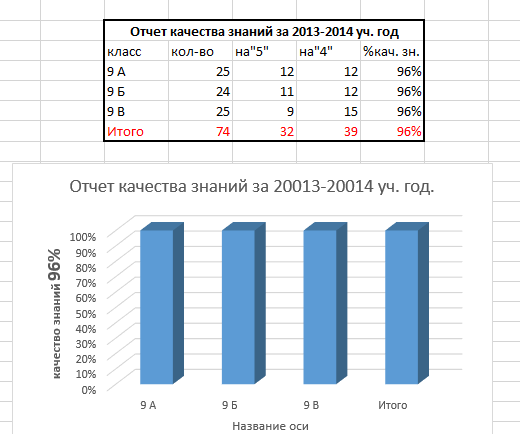 Отчет качества знаний за 2013-2014 уч. год
класс кол-во на"5" на"4" %кач. зн.
9 А 25 12 12 96%
9 Б 24 11 12 96%
9 В 25 9 15 96%
Итого 74 32 39 96%
Отчет качества знаний за 20013-20014 уч. год.
качество знаний 96%
100%
90%
80%
70%
60%
50%
40%
30%
20%
10%
0%
9 А 9 Б 9 В Итого
Название оси